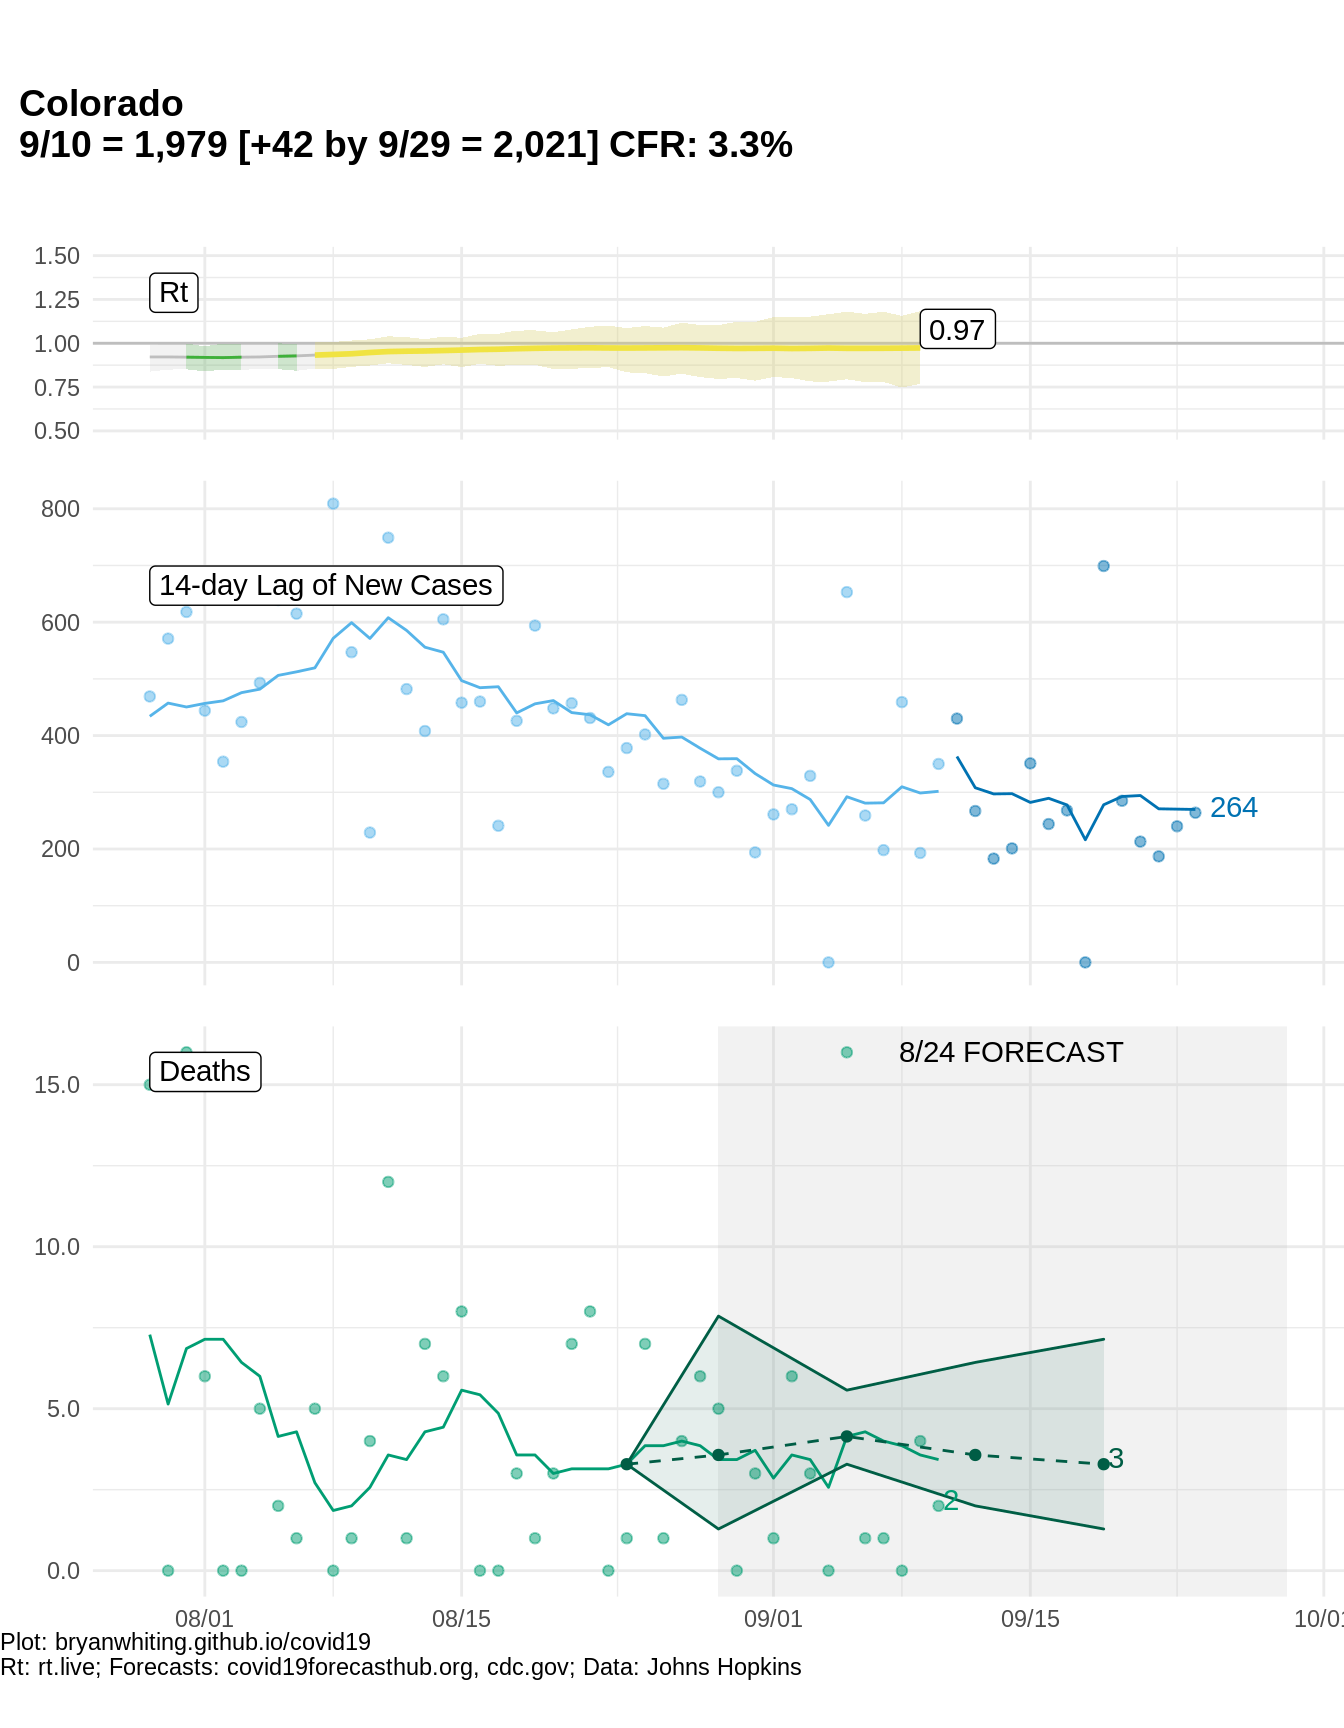 Colorado
9/10 = 1,979 [+42 by 9/29 = 2,021] CFR: 3.3%
1.50
1.25
1.00
0.75
0.50
Rt
0.97
800
600
400
200
0
14-day Lag of New Cases
264
15.0
10.0
5.0
0.0
Deaths
8/24 FORECAST
3
2
08/01
08/15
09/01
09/15
10/01
Plot: bryanwhiting.github.io/covid19
Rt: rt.live; Forecasts: covid19forecasthub.org, cdc.gov; Data: Johns Hopkins